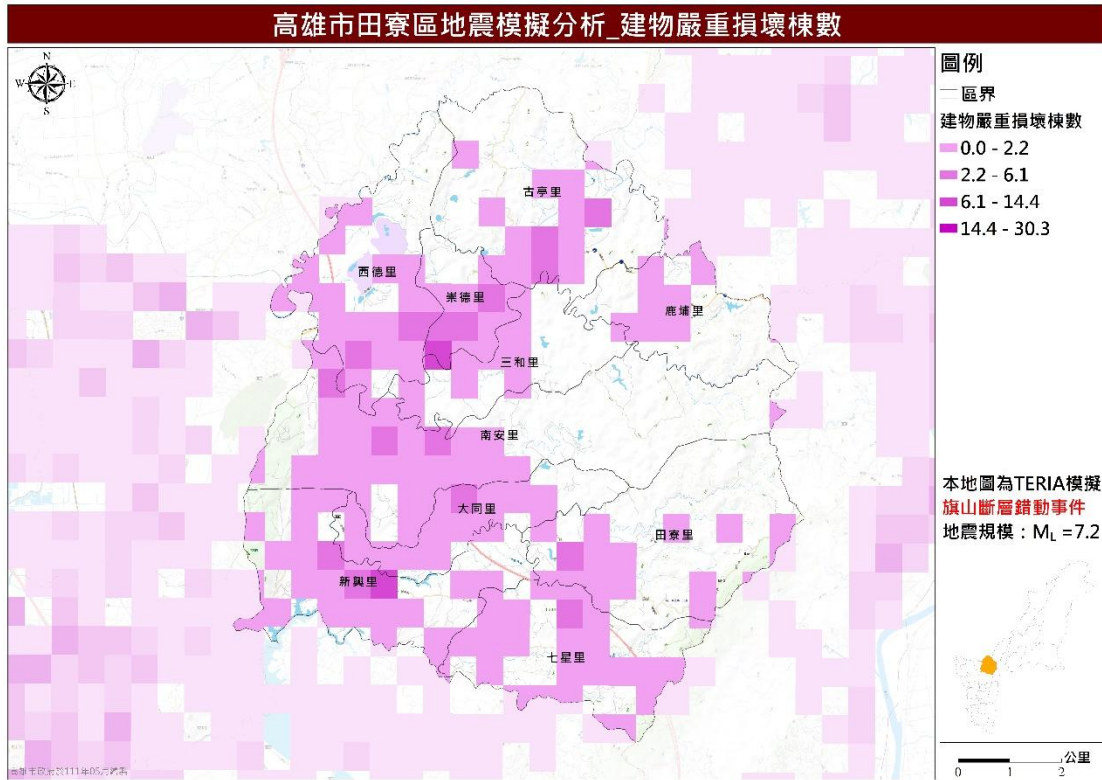 高雄市田寮區地震模擬分析_建物嚴重損壞棟數
N
W
E
S
圖例
區界
建物嚴重損壞棟數
0.0 - 2.2
2.2 - 6.1
6.1 - 14.4
14.4 - 30.3
古亭里
西德里
崇德里
鹿埔里
三和里
南安里
大同里
田寮里
新興里
七星里
本地圖為TERIA模擬
旗山斷層錯動事件
地震規模：ML =7.2
公里
0 1 2